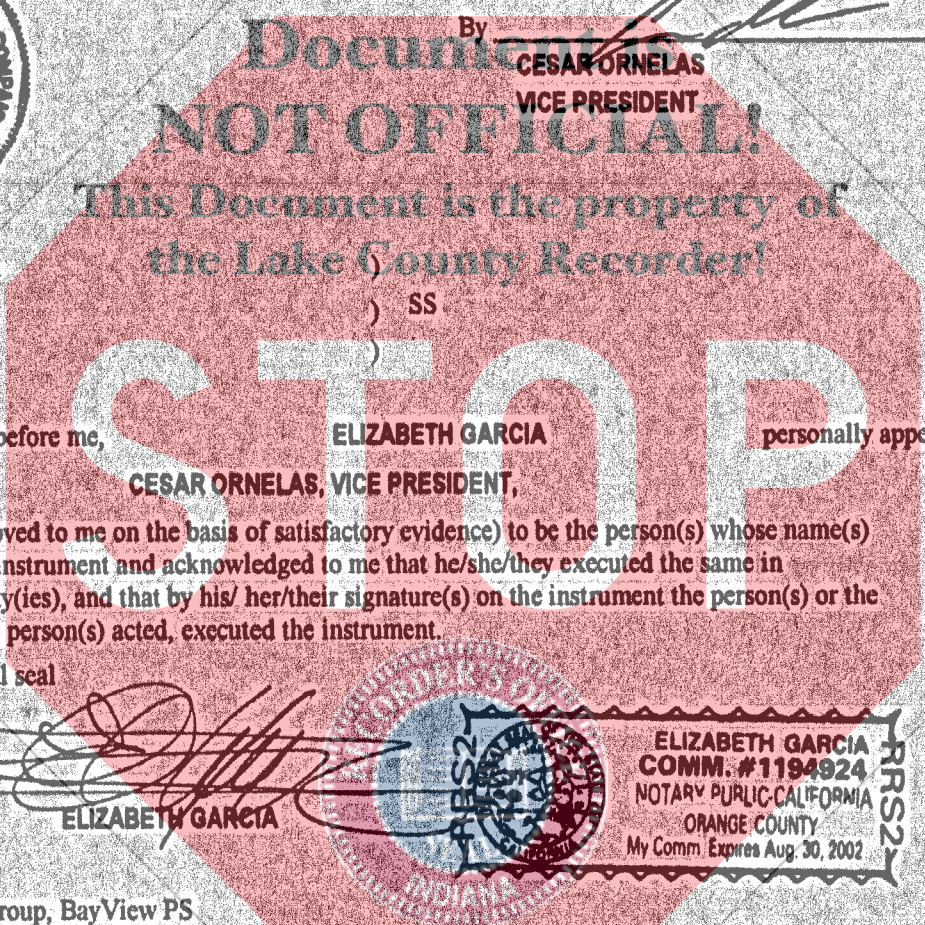 By
Document is
CESAR ORNELAS
VICE PRESIDENT
NOT OFFICIAL!
This Document is the property of
the Lake County Recorder!
)
) SS
)
STOP
before me, ELIZABETH GARCIA personally appe
CESAR ORNELAS, VICE PRESIDENT,
oved to me on the basis of satisfactory evidence) to be the person(s) whose name(s)
instrument and acknowledged to me that he/she/they executed the same in
y(ies), and that by his/ her/their signature(s) on the instrument the person(s) or the
person(s) acted, executed the instrument.
l seal
RECORDER'S OFFICE
INDIANA
RRS2
ELIZABETH GARCIA
COMM. #1194924
NOTARY PUBLIC-CALIFORNIA
ORANGE COUNTY
My Comm. Expires Aug. 30, 2002
RRS2
ELIZABETH GARCIA
roup, BayView PS